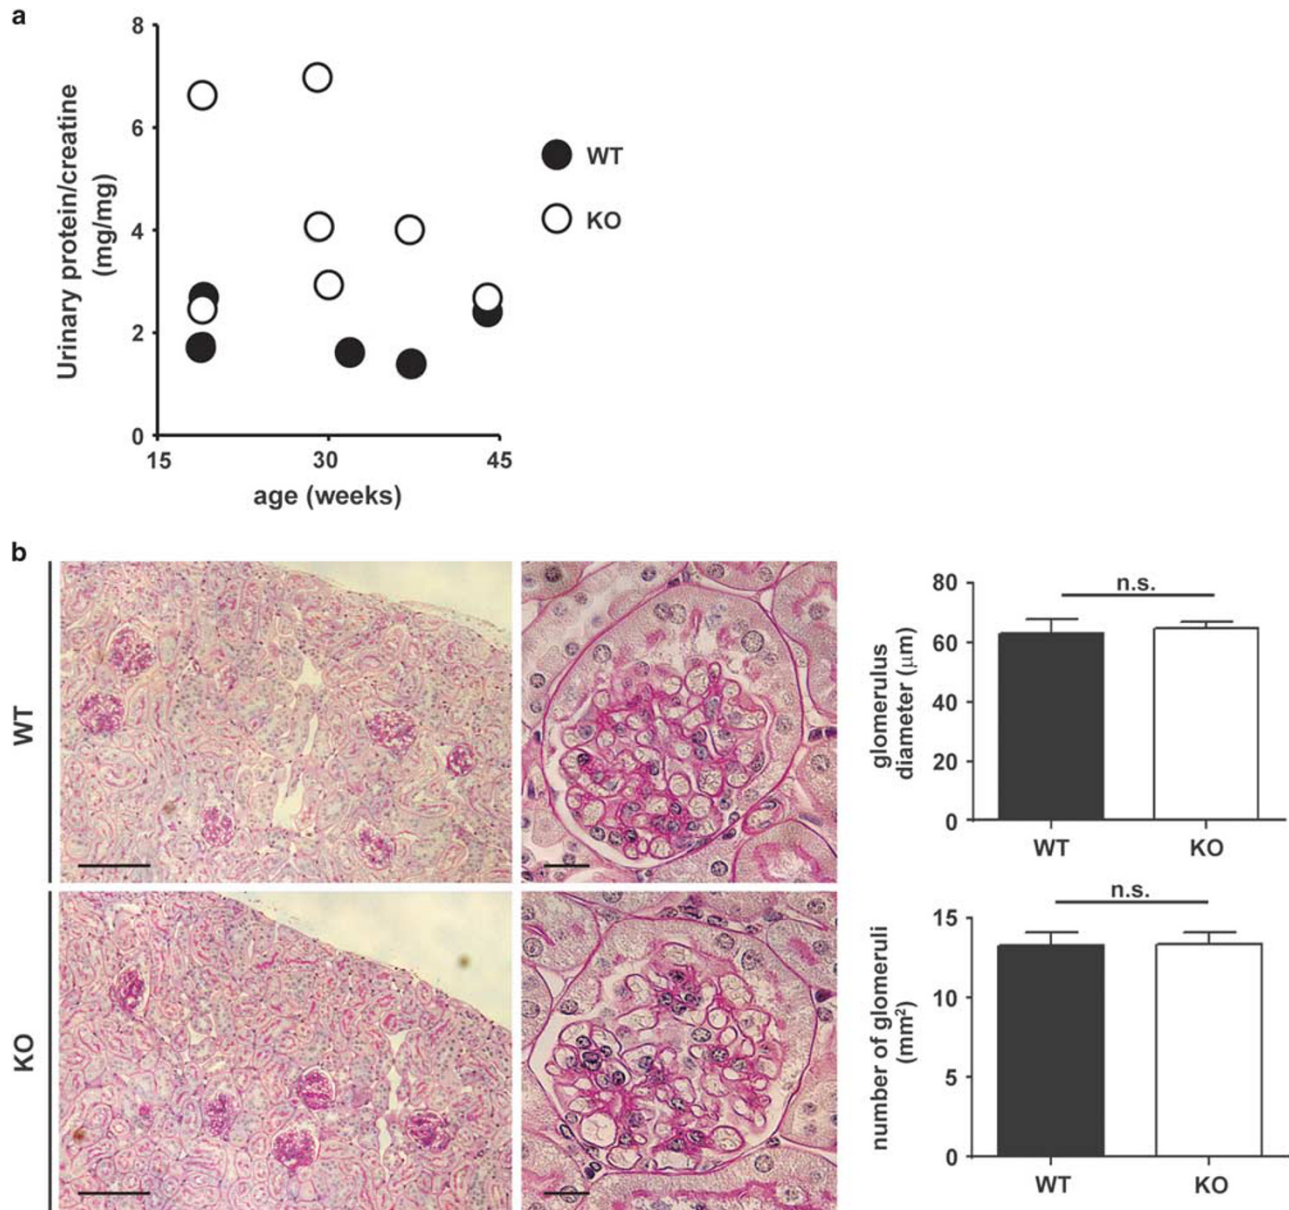 a
8
6
4
2
0
15 30 45
Urinary protein/creatine
(mg/mg)
age (weeks)
WT
KO
b
WT
KO
80
60
40
20
0
glomerulus
diameter (μm)
n.s.
WT KO
15
10
5
0
number of glomeruli
(mm²)
n.s.
WT KO